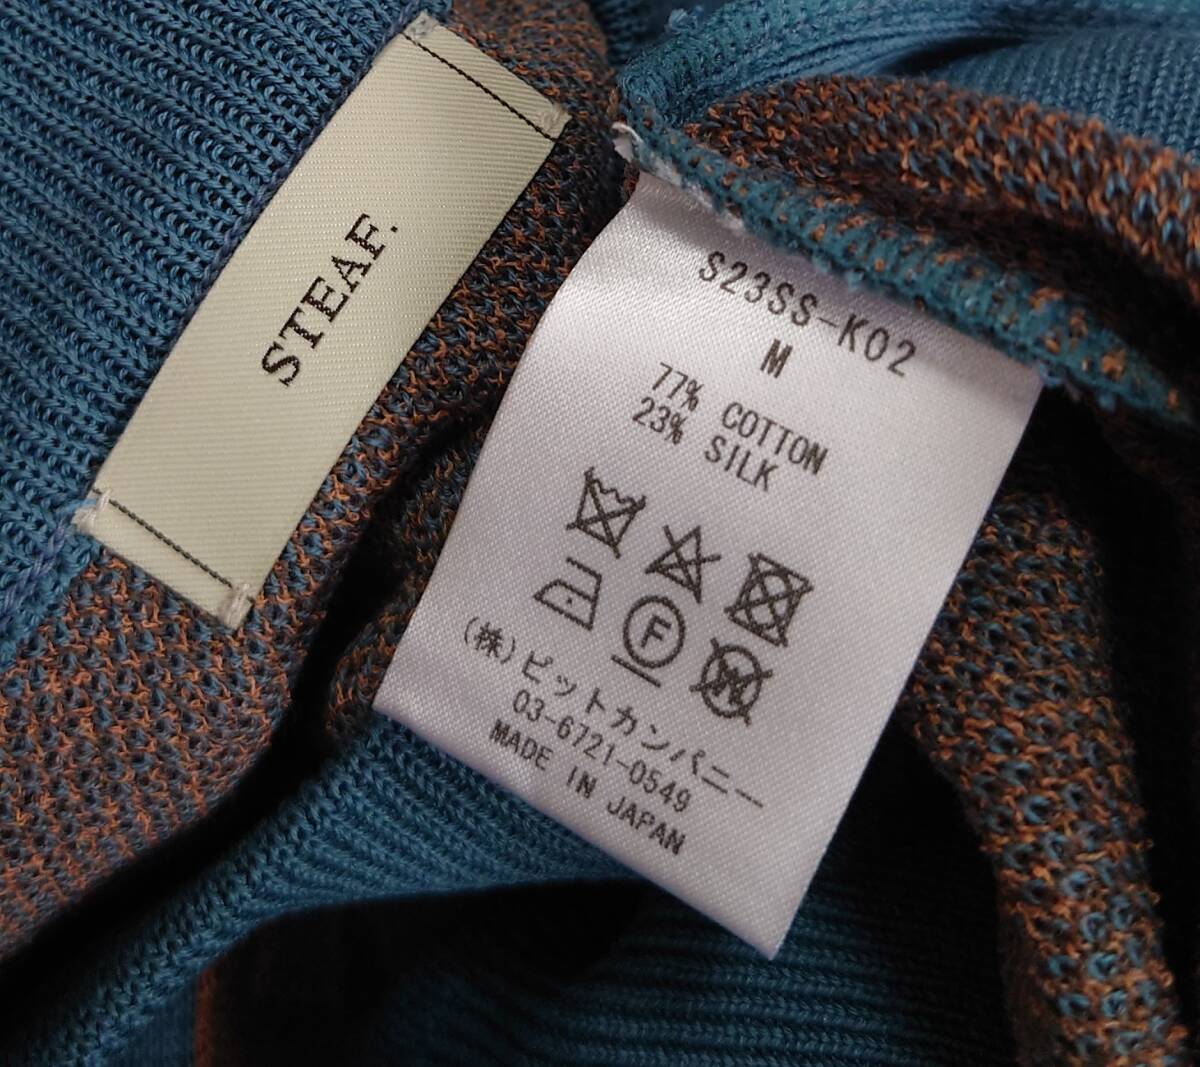 STEAF.
S23SS-K02
M
77% COTTON
23% SILK
F
W
(株)ピットカンパニー
03-6721-0549
MADE IN JAPAN